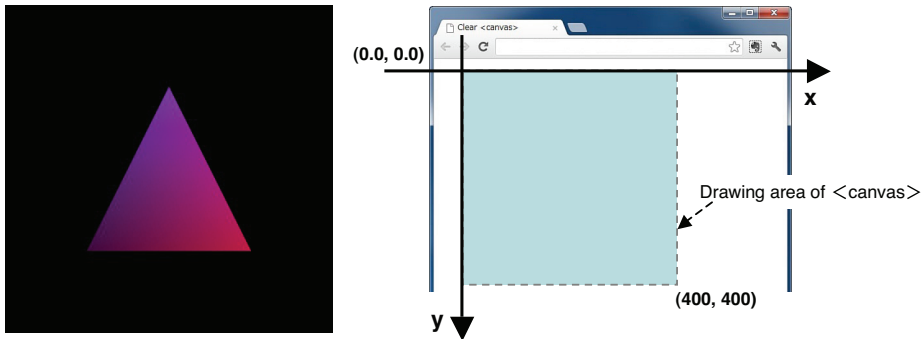 Clear <canvas>
(0.0, 0.0)
x
Drawing area of <canvas>
(400, 400)
y